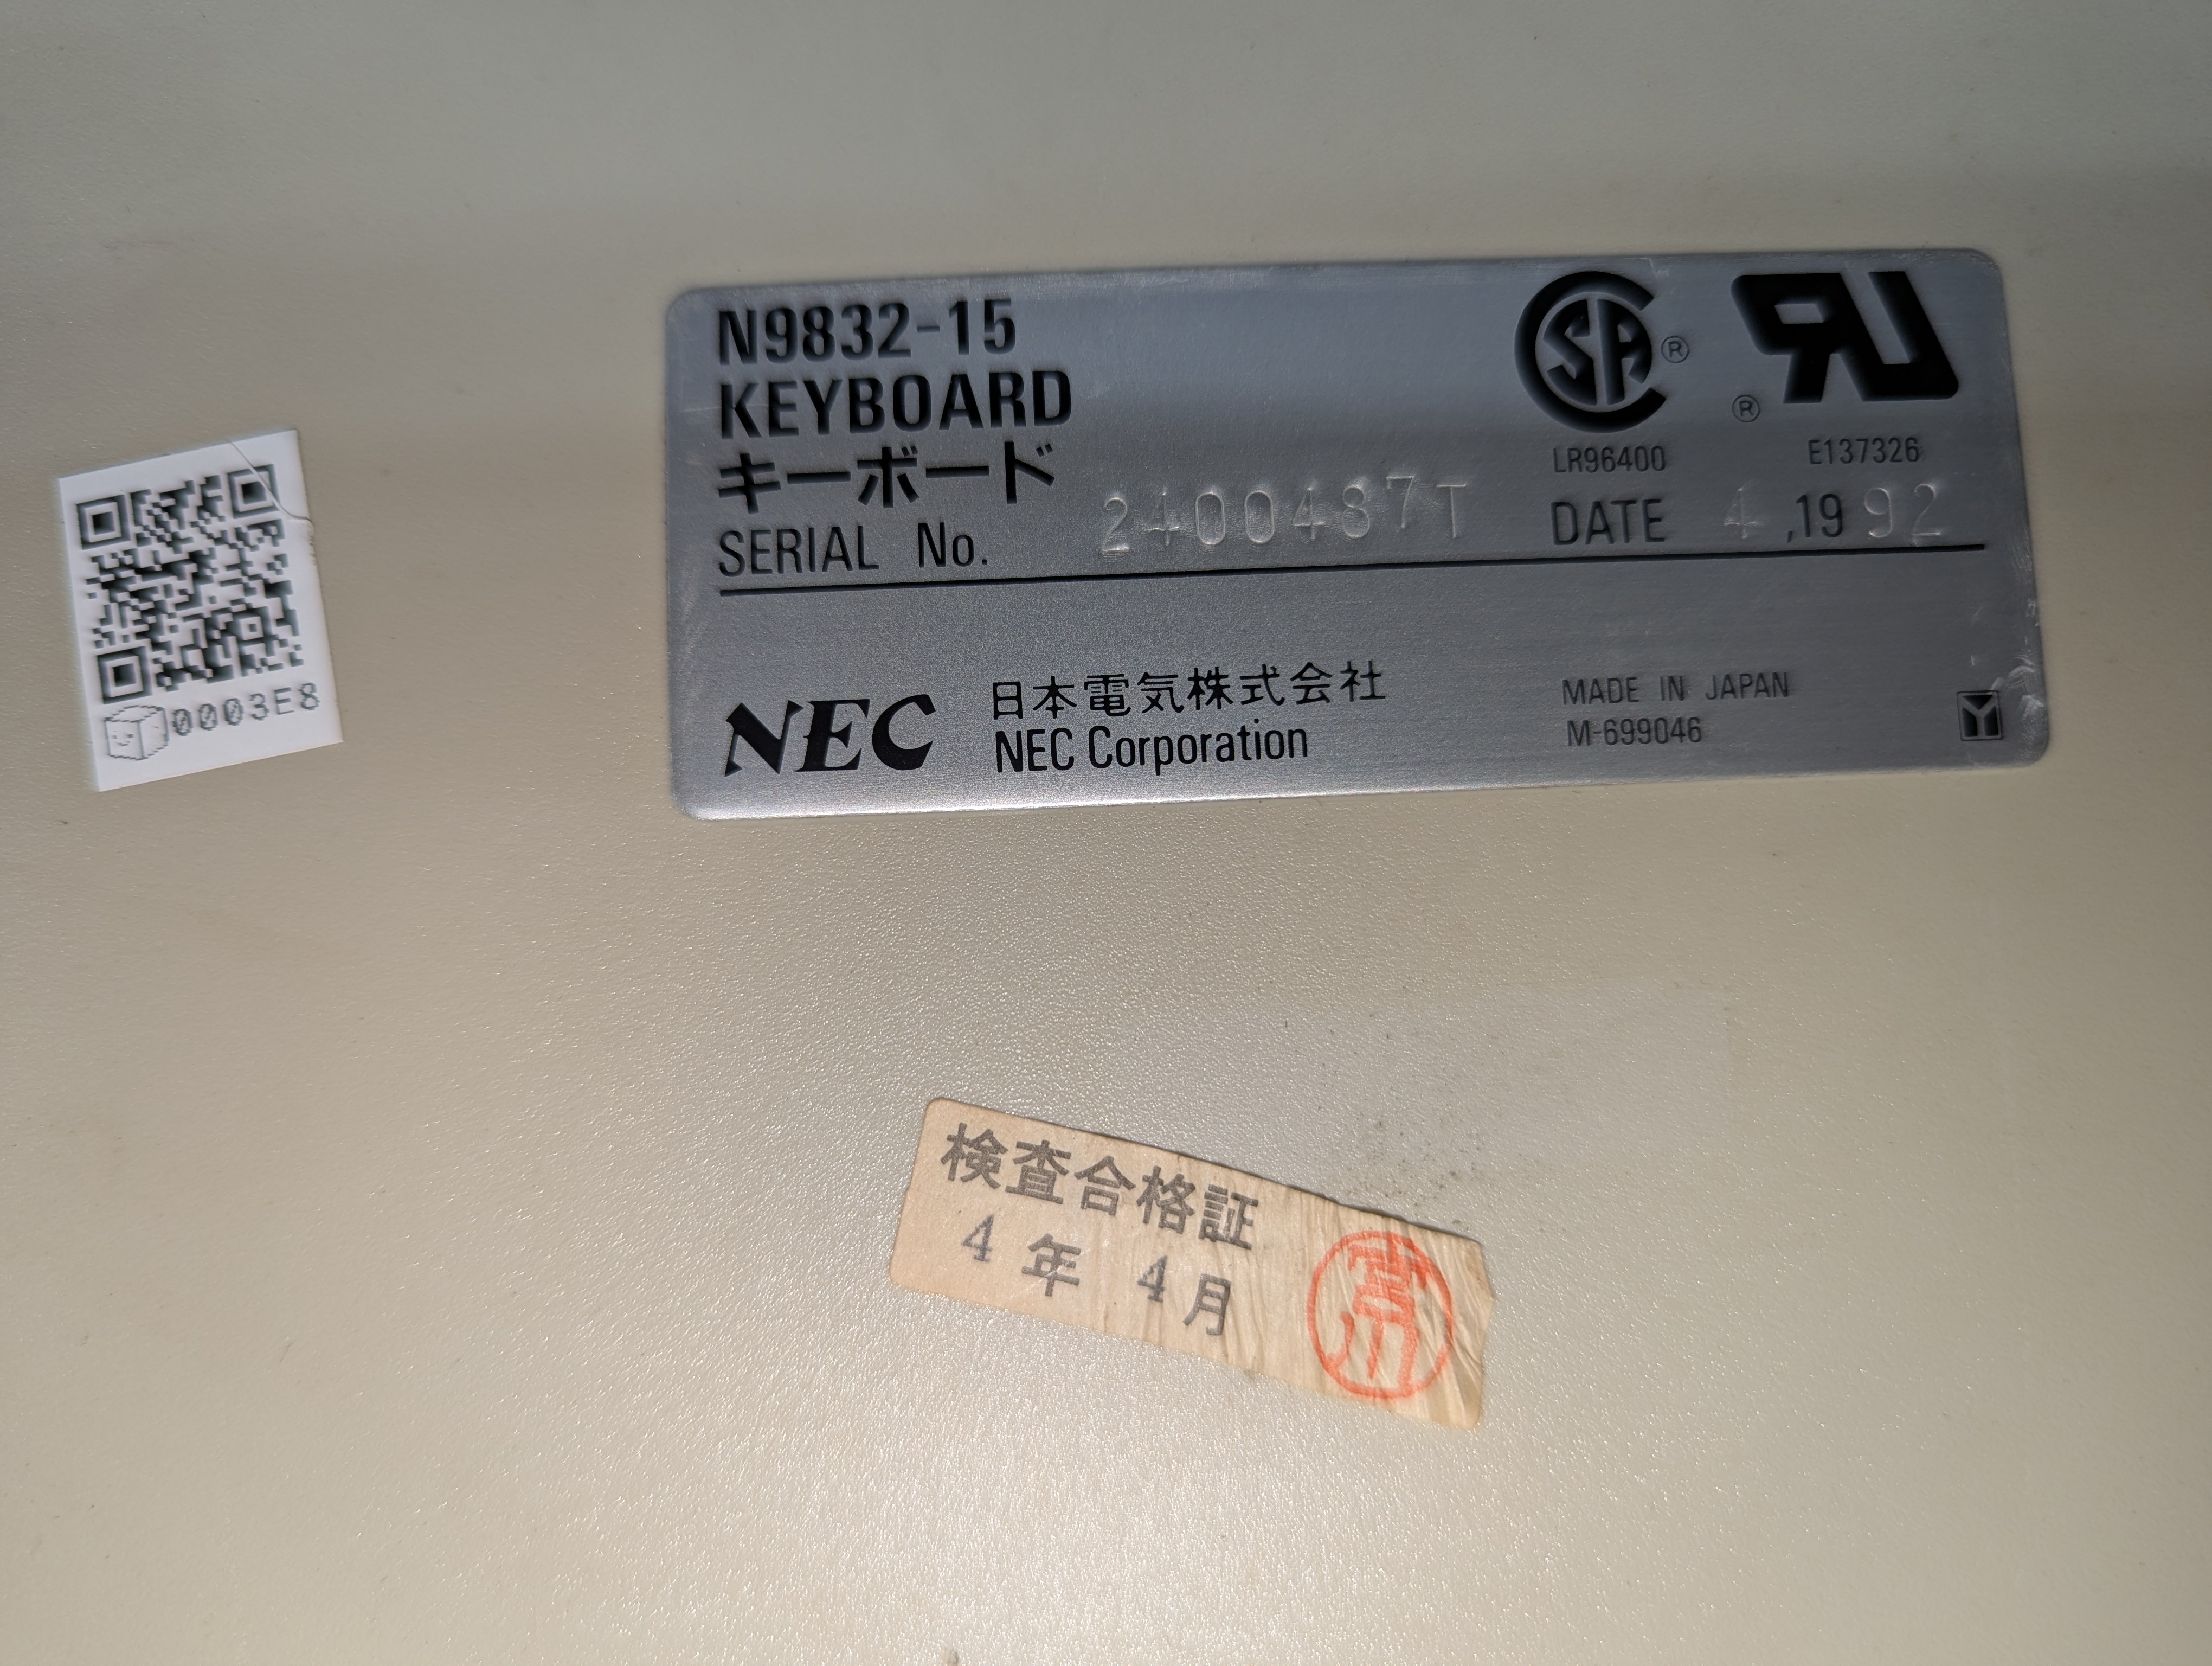 N9832-15
KEYBOARD
キーボード
SERIAL No. 2400487T
LR96400
E137326
DATE 4,1992
NEC
日本電気株式会社
NEC Corporation
MADE IN JAPAN
M-699046
0003E8
検査合格証
4年 4月